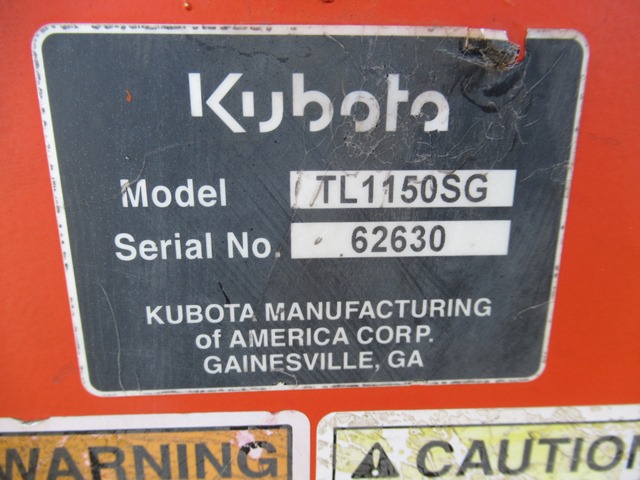 Kubota
Model TL1150SG
Serial No. 62630
KUBOTA MANUFACTURING
of AMERICA CORP.
GAINESVILLE, GA
WARNING
CAUTION